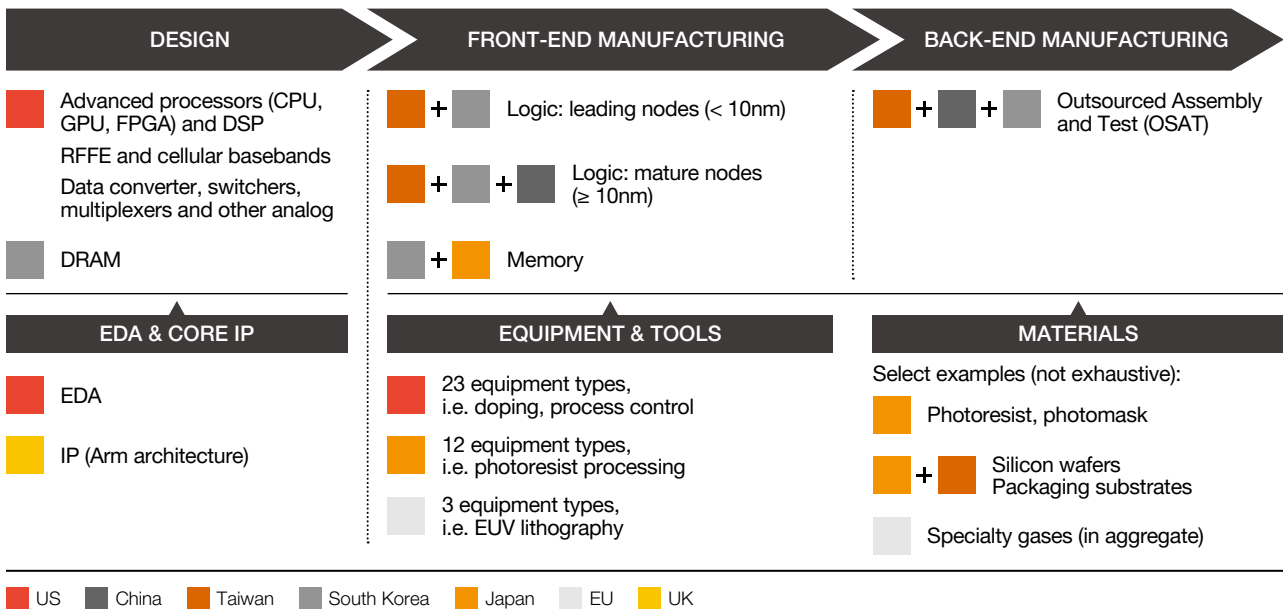 DESIGN
FRONT-END MANUFACTURING
BACK-END MANUFACTURING
Advanced processors (CPU,
GPU, FPGA) and DSP
RFFE and cellular basebands
Data converter, switchers,
multiplexers and other analog
DRAM
+
Logic: leading nodes (< 10nm)
+ +
Logic: mature nodes
(≥ 10nm)
+
Memory
+ +
Outsourced Assembly
and Test (OSAT)
EDA & CORE IP
EDA
IP (Arm architecture)
EQUIPMENT & TOOLS
23 equipment types,
i.e. doping, process control
12 equipment types,
i.e. photoresist processing
3 equipment types,
i.e. EUV lithography
MATERIALS
Select examples (not exhaustive):
Photoresist, photomask
+
Silicon wafers
Packaging substrates
Specialty gases (in aggregate)
US China Taiwan South Korea Japan EU UK